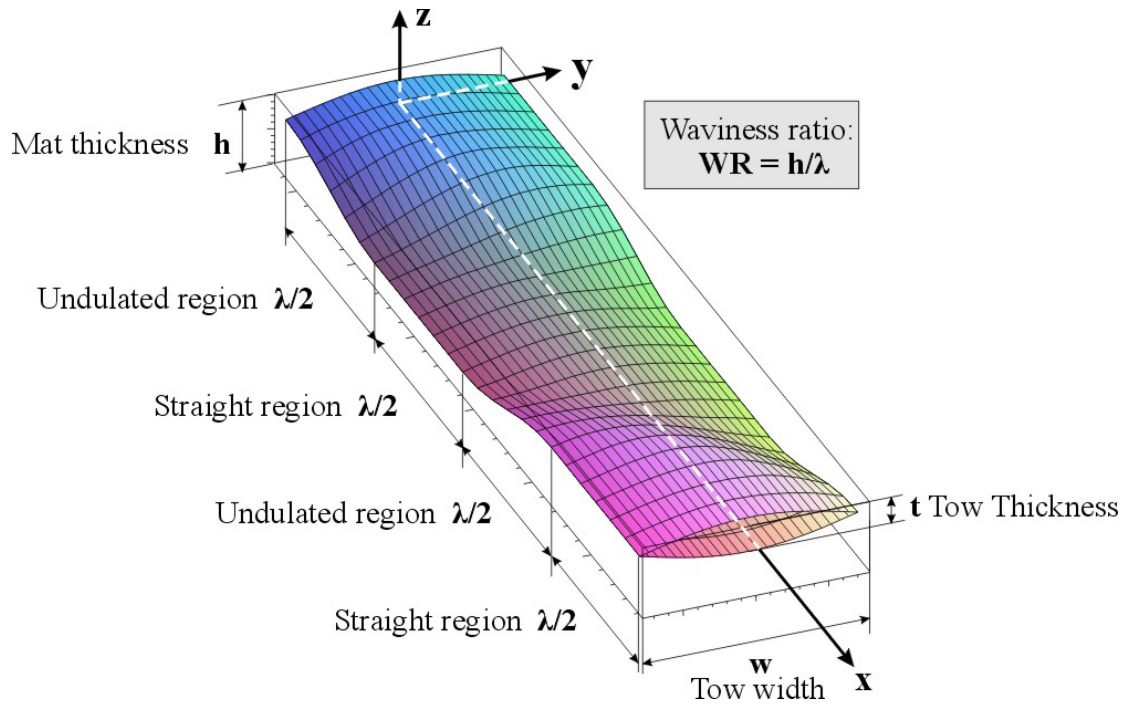 z
y
Waviness ratio:
WR = h/λ
Mat thickness h
Undulated region λ/2
Straight region λ/2
Undulated region λ/2
Straight region λ/2
t Tow Thickness
w
Tow width
x